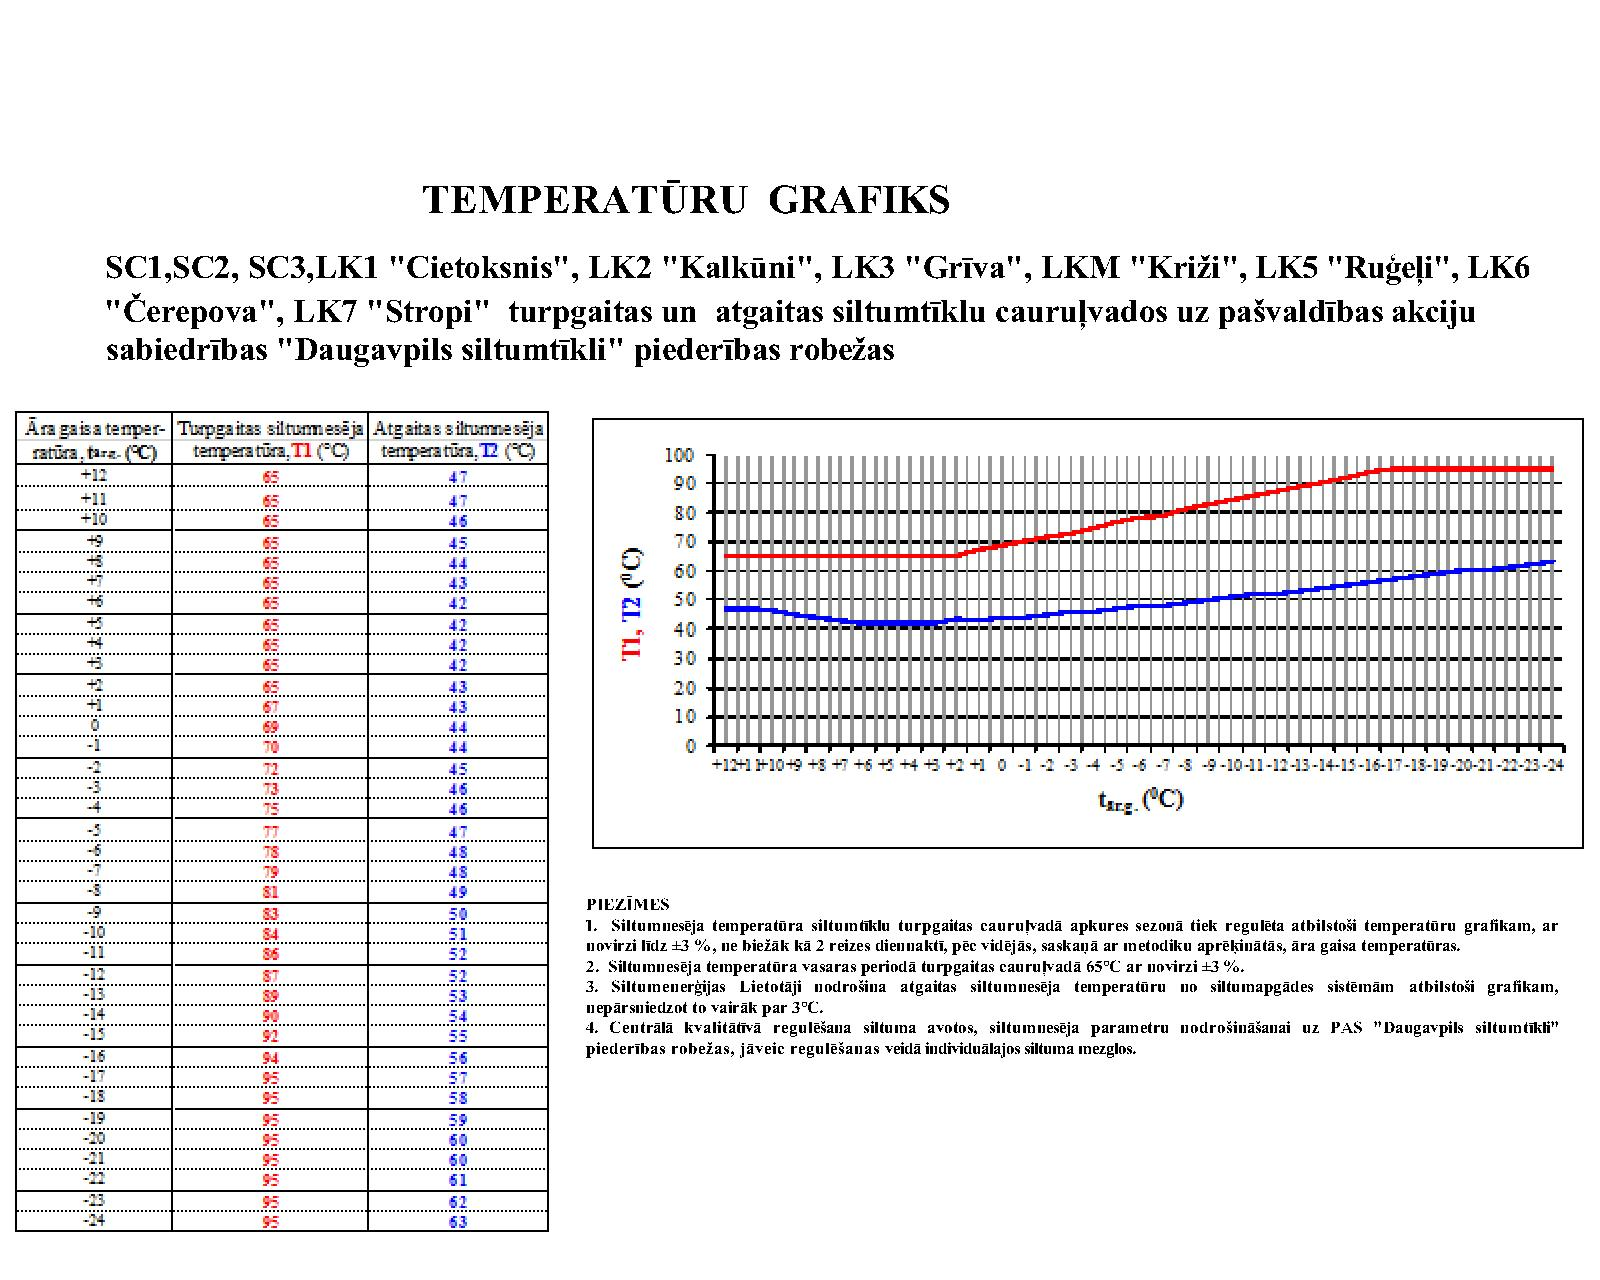 TEMPERATŪRU GRAFIKS
SC1,SC2, SC3,LK1 "Cietoksnis", LK2 "Kalkūni", LK3 "Grīva", LKM "Križi", LK5 "Ruģeļi", LK6
"Čerepova", LK7 "Stropi" turpgaitas un atgaitas siltumtīklu cauruļvados uz pašvaldības akciju
sabiedrības "Daugavpils siltumtīkli" piederības robežas
Āra gaisa temper- Turpgaitas siltumnesēja Atgaitas siltumnesēja
ratūra, tār.g. (°C) temperatūra, T1 (°C) temperatūra, T2 (°C)
+12 65 47
+11 65 47
+10 65 46
+9 65 45
+8 65 44
+7 65 43
+6 65 42
+5 65 42
+4 65 42
+3 65 42
+2 65 43
+1 67 43
0 69 44
-1 70 44
-2 72 45
-3 73 46
-4 75 46
-5 77 47
-6 78 48
-7 79 48
-8 81 49
-9 83 50
-10 84 51
-11 86 52
-12 87 52
-13 89 53
-14 90 54
-15 92 55
-16 94 56
-17 95 57
-18 95 58
-19 95 59
-20 95 60
-21 95 60
-22 95 61
-23 95 62
-24 95 63
T1, T2 (⁰C)
100
90
80
70
60
50
40
30
20
10
0
+12 +11 +10 +9 +8 +7 +6 +5 +4 +3 +2 +1 0 -1 -2 -3 -4 -5 -6 -7 -8 -9 -10 -11 -12 -13 -14 -15 -16 -17 -18 -19 -20 -21 -22 -23 -24
tār.g. (⁰C)
PIEZĪMES
1. Siltumnesēja temperatūra siltumtīklu turpgaitas cauruļvadā apkures sezonā tiek regulēta atbilstoši temperatūru grafikam, ar
novirzi līdz ±3 %, ne biežāk kā 2 reizes diennaktī, pēc vidējās, saskaņā ar metodiku aprēķinātās, āra gaisa temperatūras.
2. Siltumnesēja temperatūra vasaras periodā turpgaitas cauruļvadā 65°C ar novirzi ±3 %.
3. Siltumenerģijas Lietotāji nodrošina atgaitas siltumnesēja temperatūru no siltumapgādes sistēmām atbilstoši grafikam,
nepārsniedzot to vairāk par 3°C.
4. Centrālā kvalitātīvā regulēšana siltuma avotos, siltumnesēja parametru nodrošināšanai uz PAS "Daugavpils siltumtīkli"
piederības robežas, jāveic regulēšanas veidā individuālajos siltuma mezglos.